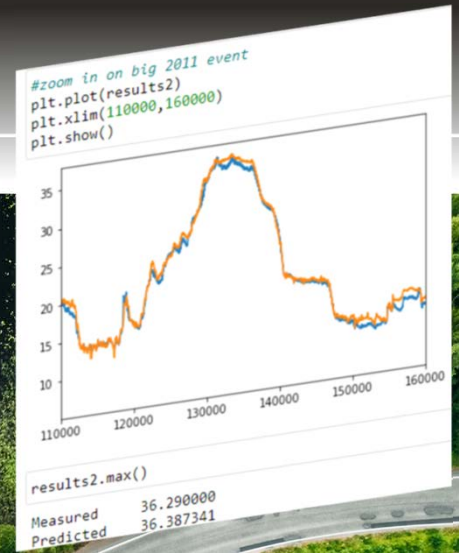 #zoom in on big 2011 event
plt.plot(results2)
plt.xlim(110000,160000)
plt.show()
35
30
25
20
15
10
110000 120000 130000 140000 150000 160000
results2.max()
Measured 36.290000
Predicted 36.387341